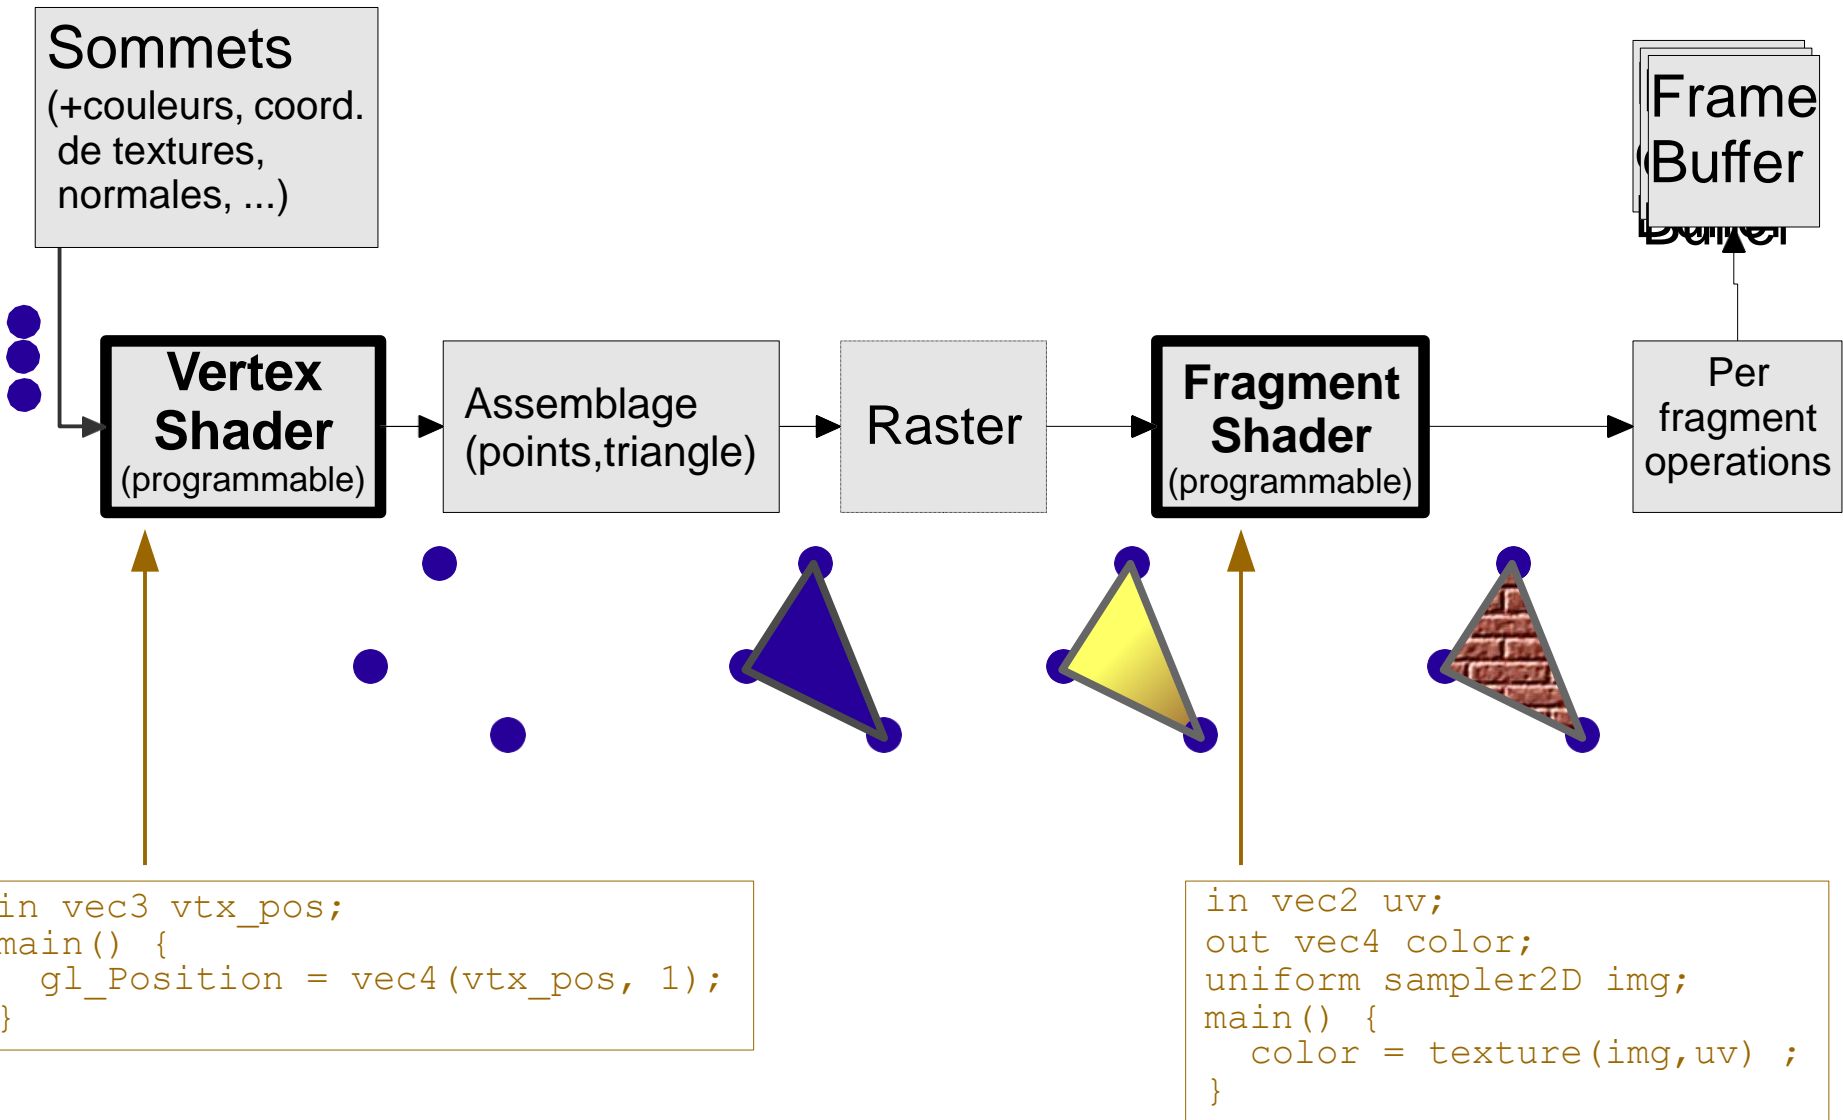 Sommets
(+couleurs, coord.
de textures,
normales, ...)
Frame
Buffer
Vertex
Shader
(programmable)
Assemblage
(points,triangle)
Raster
Fragment
Shader
(programmable)
Per
fragment
operations
in vec3 vtx_pos;
main() {
gl_Position = vec4(vtx_pos, 1);
}
in vec2 uv;
out vec4 color;
uniform sampler2D img;
main() {
color = texture(img,uv) ;
}